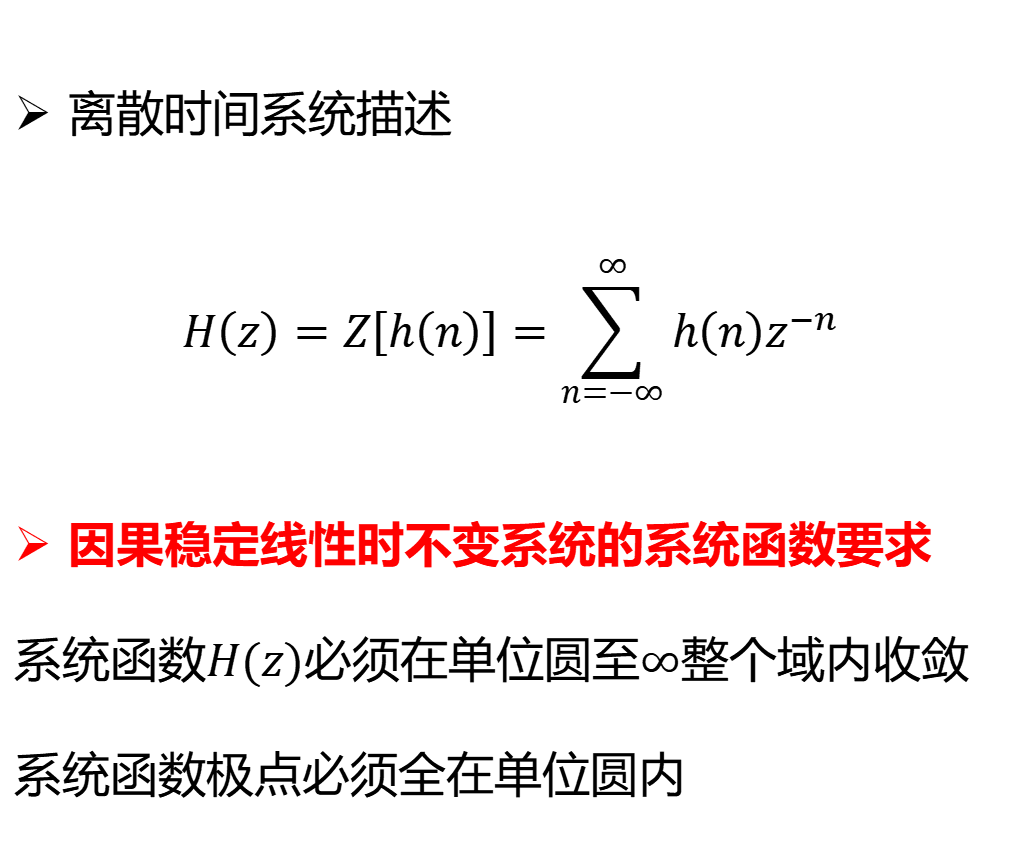 ➢ 离散时间系统描述
H(z) = Z[h(n)] = ∑_{n=−∞}^{∞} h(n)z^{−n}
➢ 因果稳定线性时不变系统的系统函数要求
系统函数H(z)必须在单位圆至∞整个域内收敛
系统函数极点必须全在单位圆内